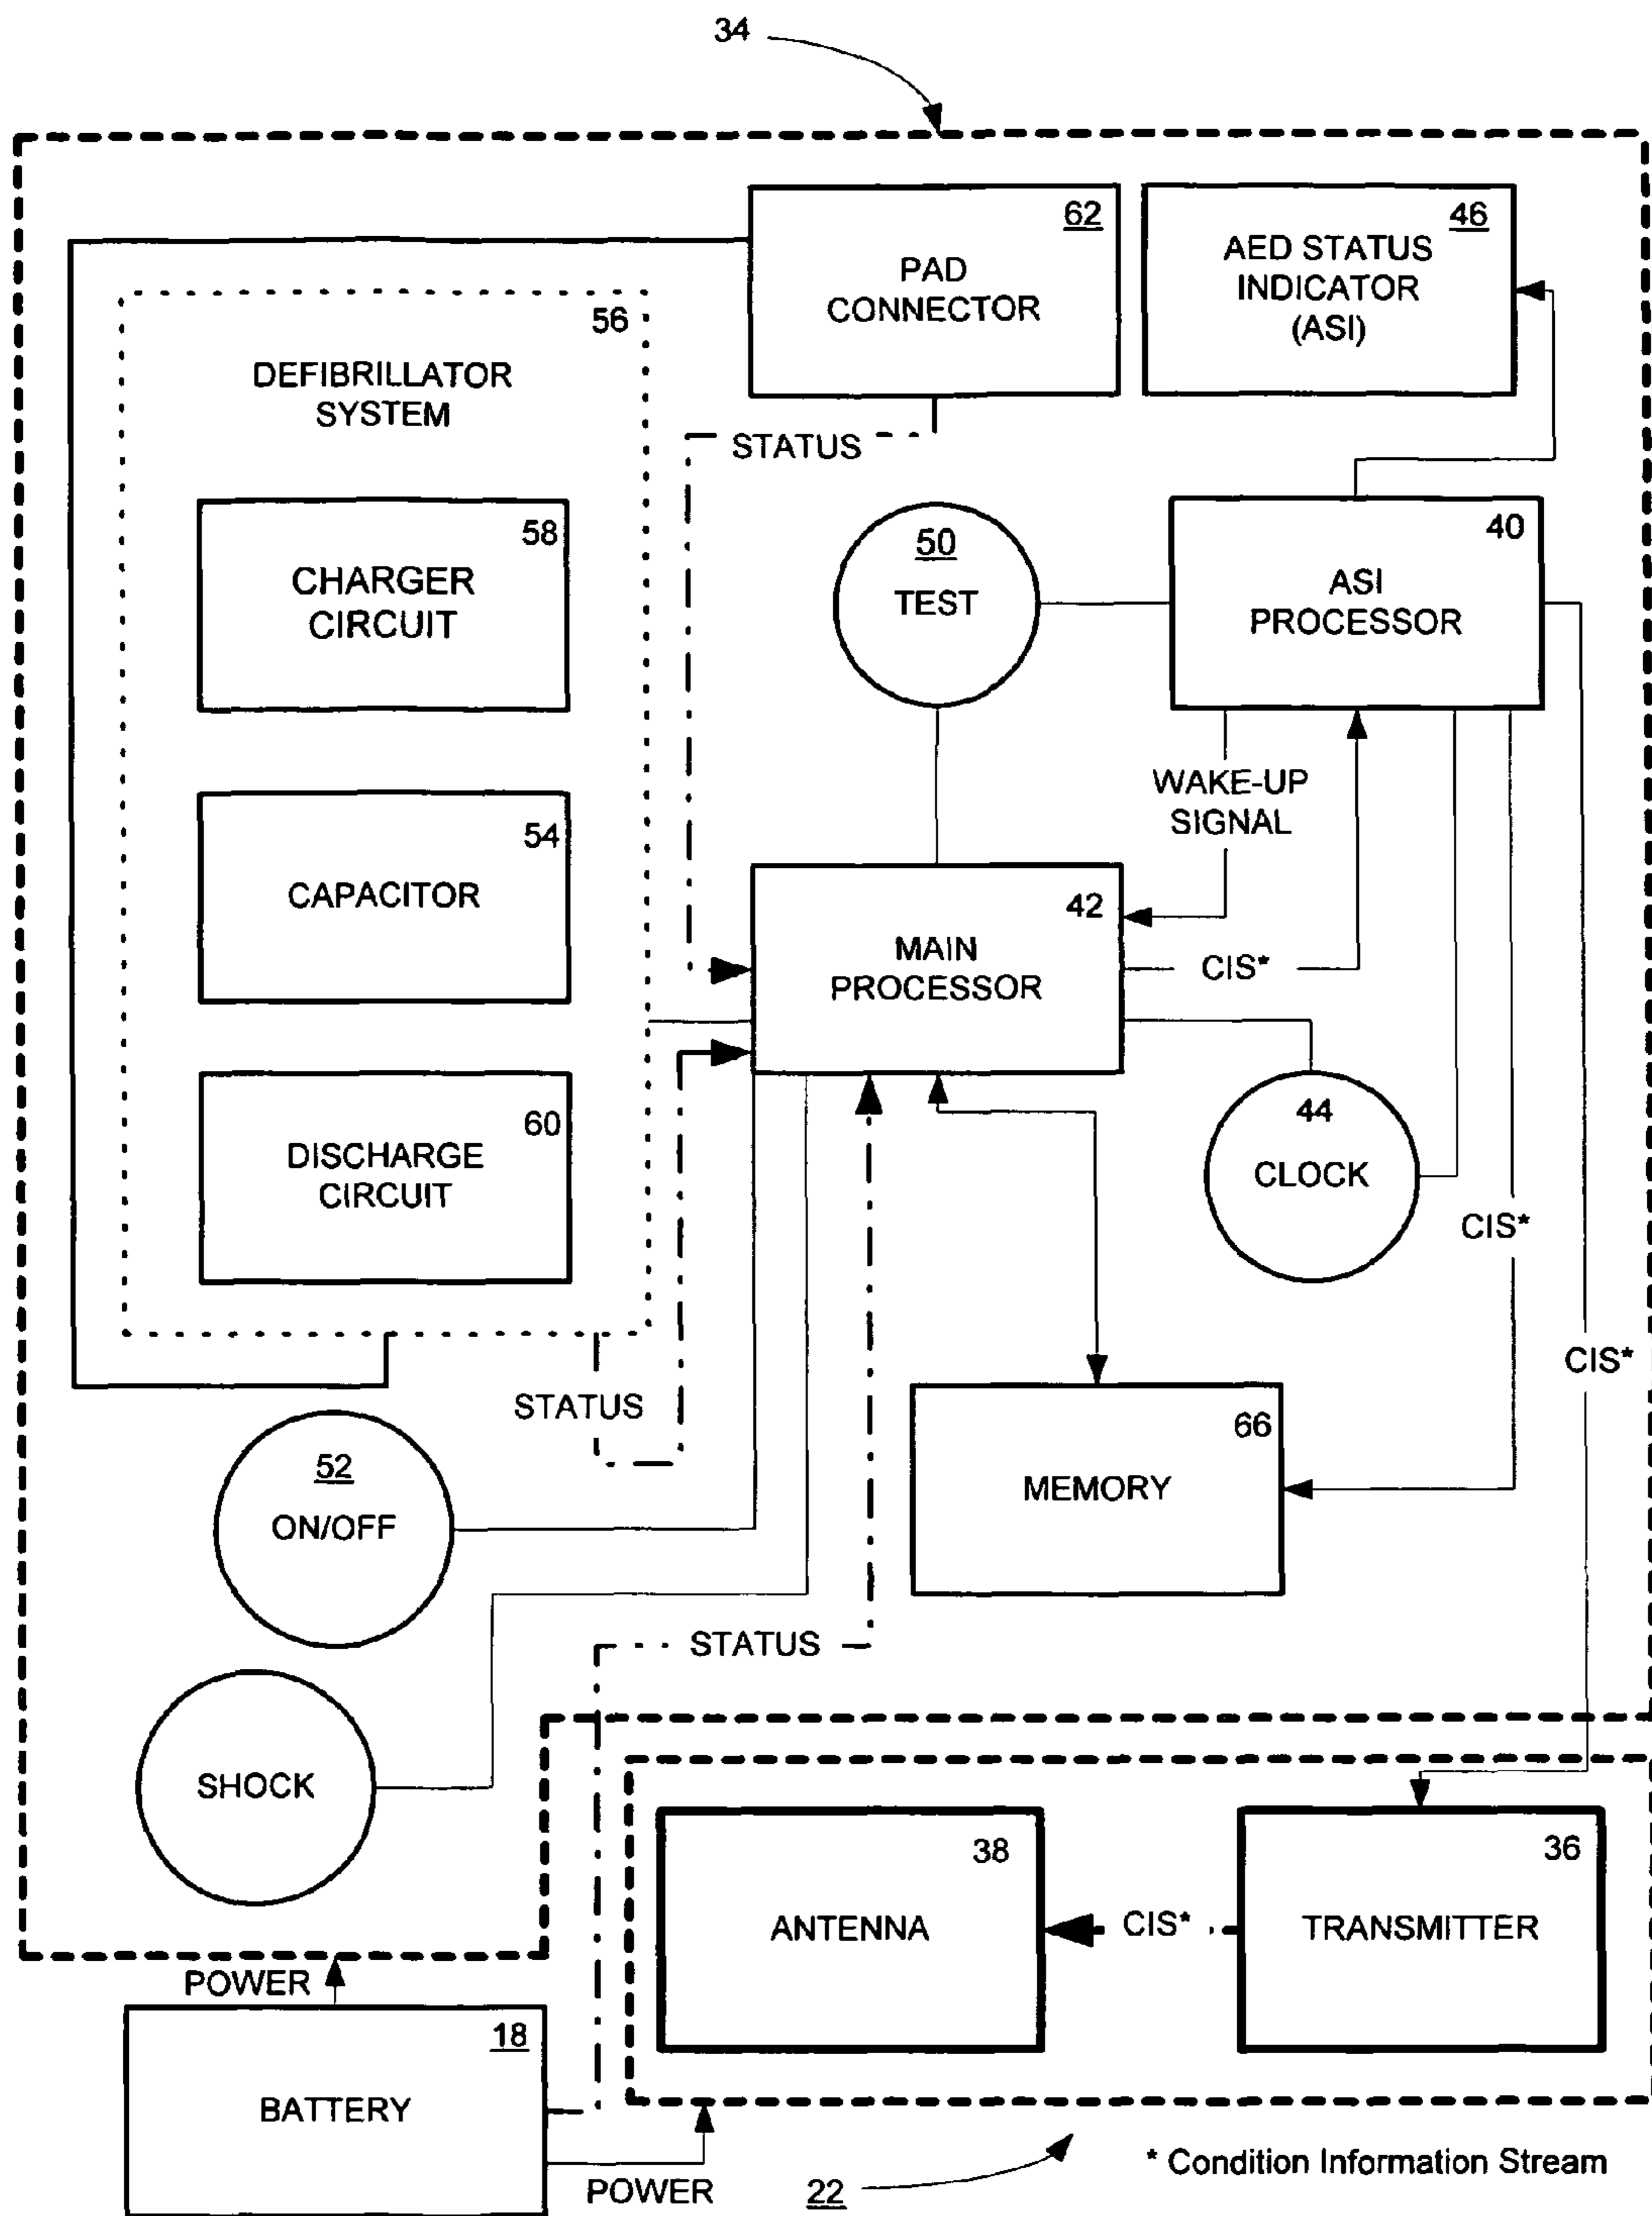 34
62
PAD
CONNECTOR
46
AED STATUS
INDICATOR
(ASI)
56
DEFIBRILLATOR
SYSTEM
STATUS
58
CHARGER
CIRCUIT
50
TEST
40
ASI
PROCESSOR
WAKE-UP
SIGNAL
54
CAPACITOR
42
MAIN
PROCESSOR
CIS*
60
DISCHARGE
CIRCUIT
44
CLOCK
CIS*
CIS*
STATUS
66
MEMORY
52
ON/OFF
STATUS
SHOCK
38
ANTENNA
CIS*
36
TRANSMITTER
POWER
18
BATTERY
POWER
22
* Condition Information Stream